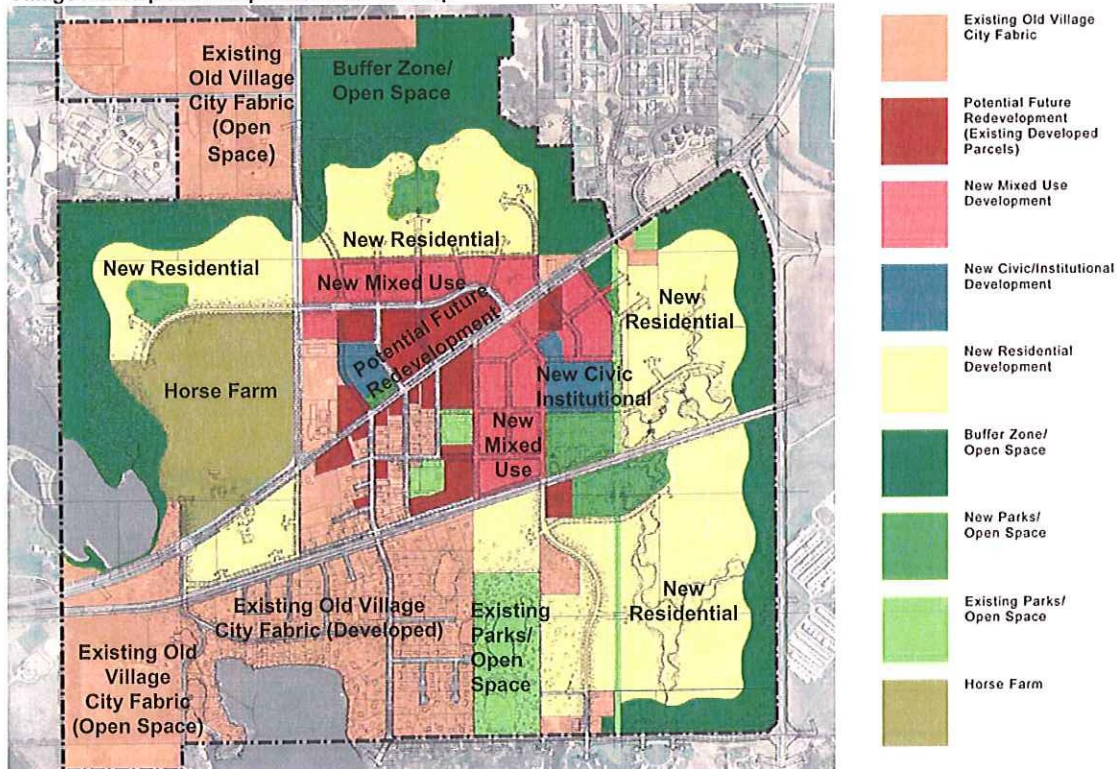 Existing
Old Village
City Fabric
(Open
Space)
Buffer Zone/
Open Space
New Residential
New Residential
New Mixed Use
Potential Future
Redevelopment
New
Residential
Horse Farm
New Civic
Institutional
New
Mixed
Use
Existing Old Village
City Fabric (Developed)
Existing
Parks/
Open
Space
New
Residential
Existing Old
Village
City Fabric
(Open Space)
Existing Old Village
City Fabric
Potential Future
Redevelopment
(Existing Developed
Parcels)
New Mixed Use
Development
New Civic/Institutional
Development
New Residential
Development
Buffer Zone/
Open Space
New Parks/
Open Space
Existing Parks/
Open Space
Horse Farm